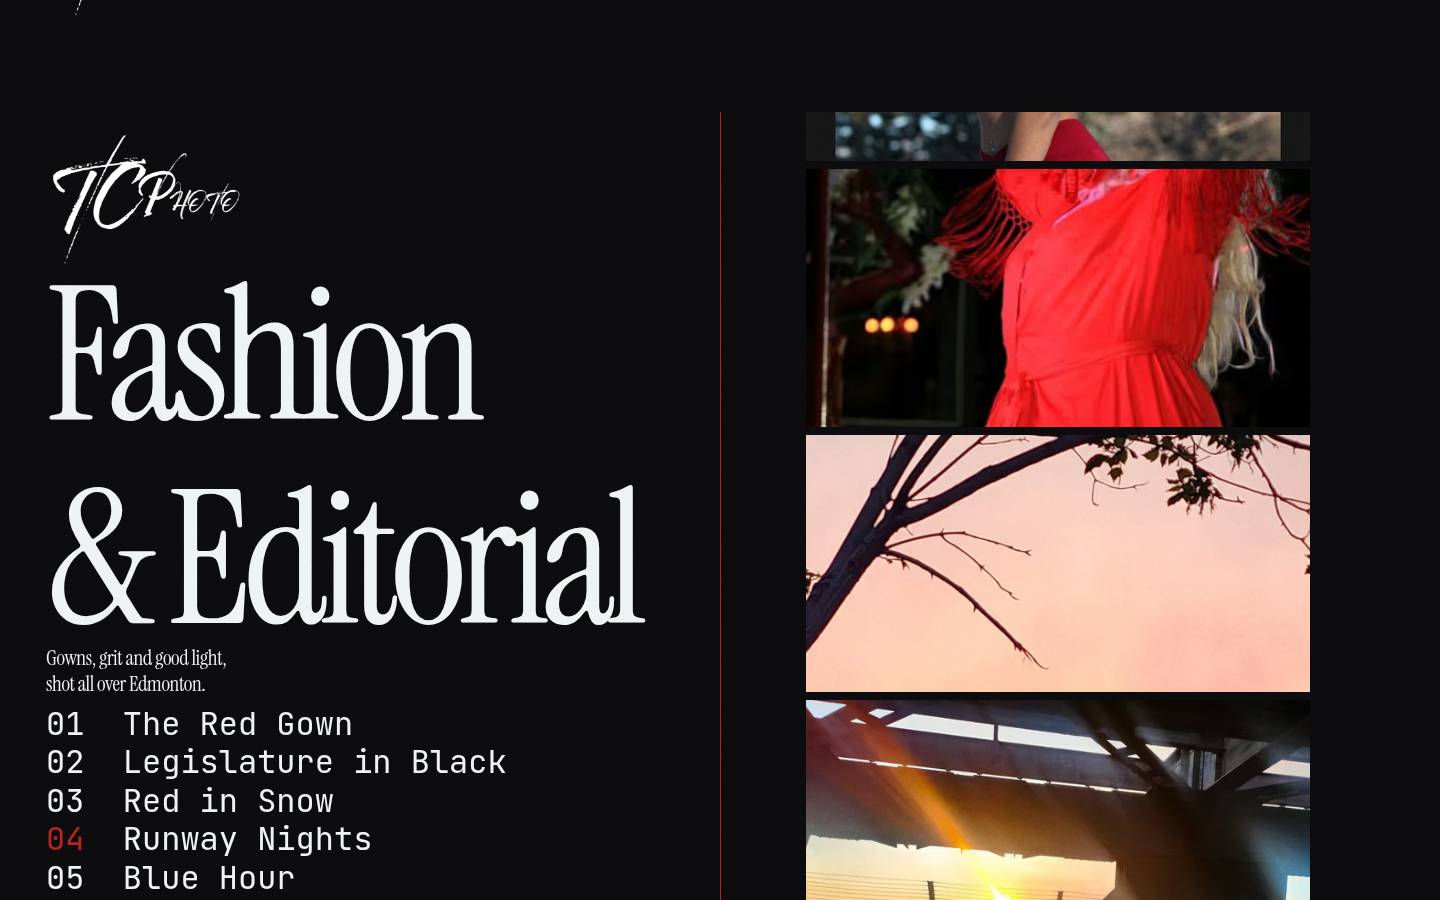 TCPhoto
Fashion
& Editorial
Gowns, grit and good light,
shot all over Edmonton.
01 The Red Gown
02 Legislature in Black
03 Red in Snow
04 Runway Nights
05 Blue Hour